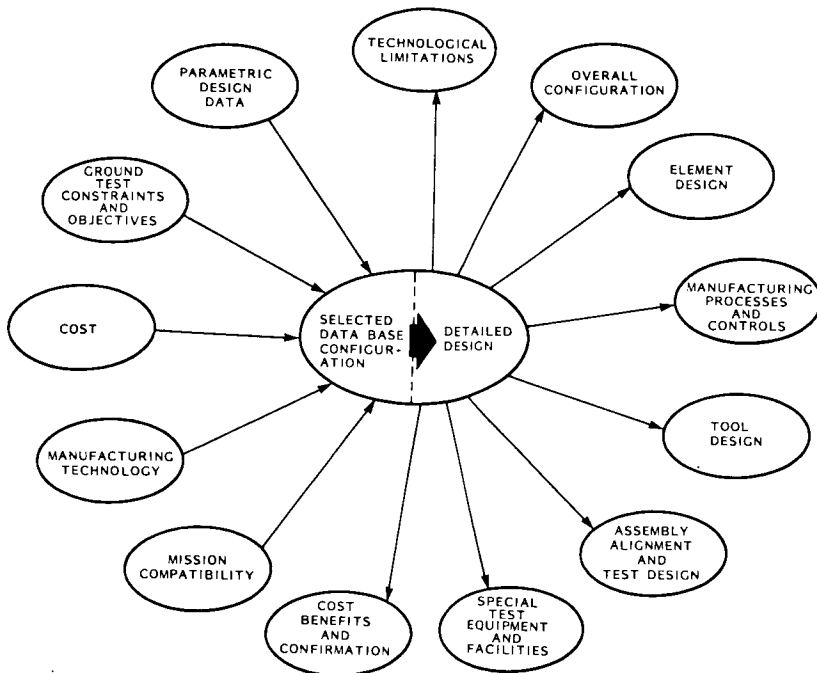 TECHNOLOGICAL
LIMITATIONS
PARAMETRIC
DESIGN
DATA
OVERALL
CONFIGURATION
GROUND
TEST
CONSTRAINTS
AND
OBJECTIVES
ELEMENT
DESIGN
COST
SELECTED
DATA BASE
CONFIGUR-
ATION
DETAILED
DESIGN
MANUFACTURING
PROCESSES
AND
CONTROLS
MANUFACTURING
TECHNOLOGY
TOOL
DESIGN
MISSION
COMPATIBILITY
ASSEMBLY
ALIGNMENT
AND
TEST DESIGN
COST
BENEFITS
AND
CONFIRMATION
SPECIAL
TEST
EQUIPMENT
AND
FACILITIES